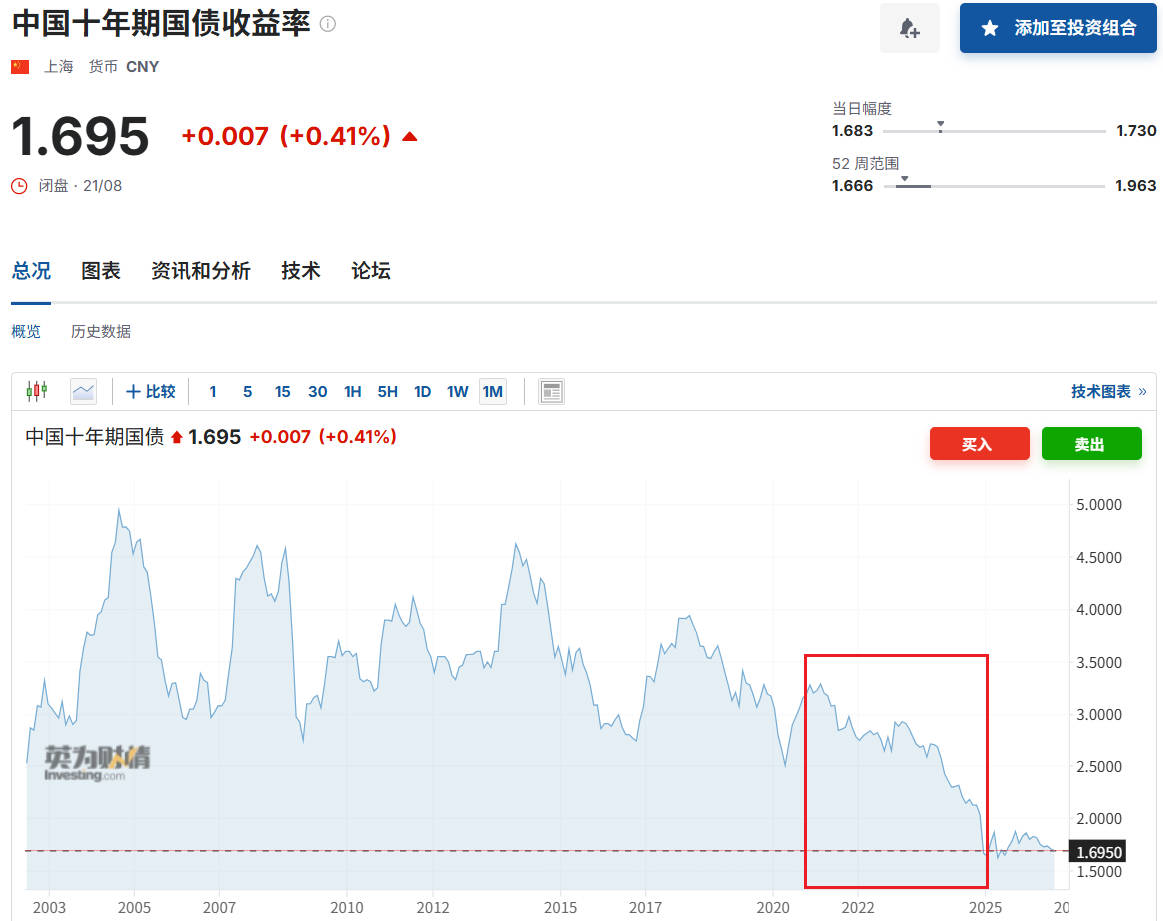 中国十年期国债收益率
添加至投资组合
上海 货币 CNY
1.695 +0.007 (+0.41%)
闭盘 · 21/08
当日幅度
1.683 1.730
52 周范围
1.666 1.963
总况 图表 资讯和分析 技术 论坛
概览 历史数据
+ 比较 1 5 15 30 1H 5H 1D 1W 1M 技术图表 »
中国十年期国债 1.695 +0.007 (+0.41%)
买入 卖出
5.0000
4.5000
4.0000
3.5000
3.0000
2.5000
2.0000
1.6950
1.5000
英为财情
Investing.com
2003 2005 2007 2010 2012 2015 2017 2020 2022 2025 20